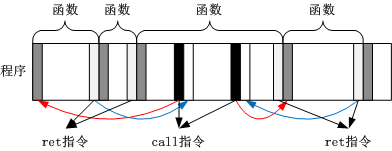 函数 函数 函数 函数
程序
ret指令 call指令 ret指令